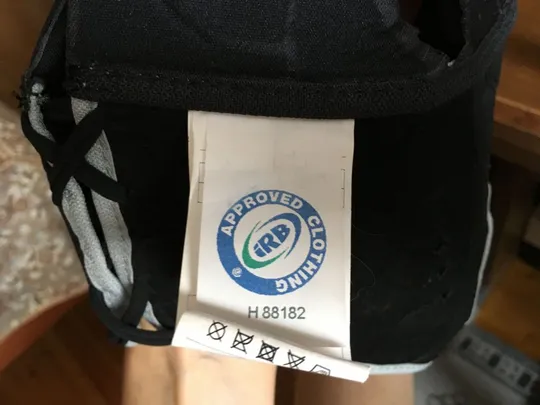 APPROVED CLOTHING
iRB
®
H 88182